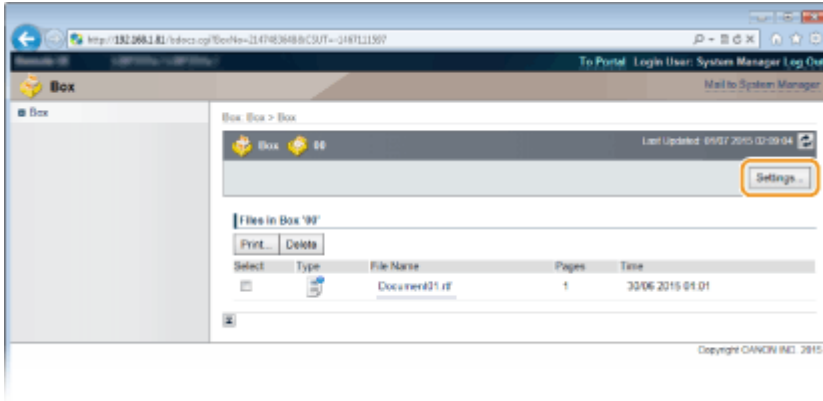 http://192.168.1.81/bdocs.cgi?BoxNo=2147483648&CSUT=-1467111597
To Portal Login User: System Manager Log Out
Box
Mail to System Manager
Box
Box: Box > Box
Box 00
Last Updated: 01/07 2015 02:09:04
Settings...
Files in Box '00'
Print... Delete
Select Type File Name Pages Time
Document01.rtf 1 30/06 2015 01:01
Copyright CANON INC. 2015